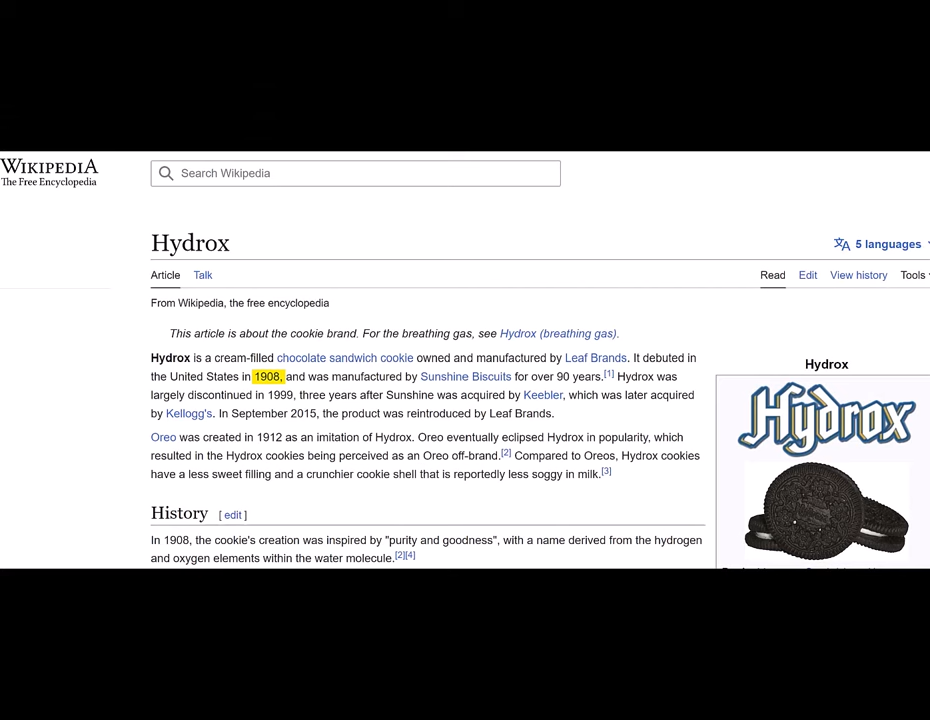 WIKIPEDIA
The Free Encyclopedia
Search Wikipedia
Hydrox
5 languages
Article Talk Read Edit View history Tools
From Wikipedia, the free encyclopedia
This article is about the cookie brand. For the breathing gas, see Hydrox (breathing gas).
Hydrox is a cream-filled chocolate sandwich cookie owned and manufactured by Leaf Brands. It debuted in
the United States in 1908, and was manufactured by Sunshine Biscuits for over 90 years.[1] Hydrox was
largely discontinued in 1999, three years after Sunshine was acquired by Keebler, which was later acquired
by Kellogg's. In September 2015, the product was reintroduced by Leaf Brands.
Oreo was created in 1912 as an imitation of Hydrox. Oreo eventually eclipsed Hydrox in popularity, which
resulted in the Hydrox cookies being perceived as an Oreo off-brand.[2] Compared to Oreos, Hydrox cookies
have a less sweet filling and a crunchier cookie shell that is reportedly less soggy in milk.[3]
Hydrox
Hydrox
History [ edit ]
In 1908, the cookie's creation was inspired by "purity and goodness", with a name derived from the hydrogen
and oxygen elements within the water molecule.[2][4]